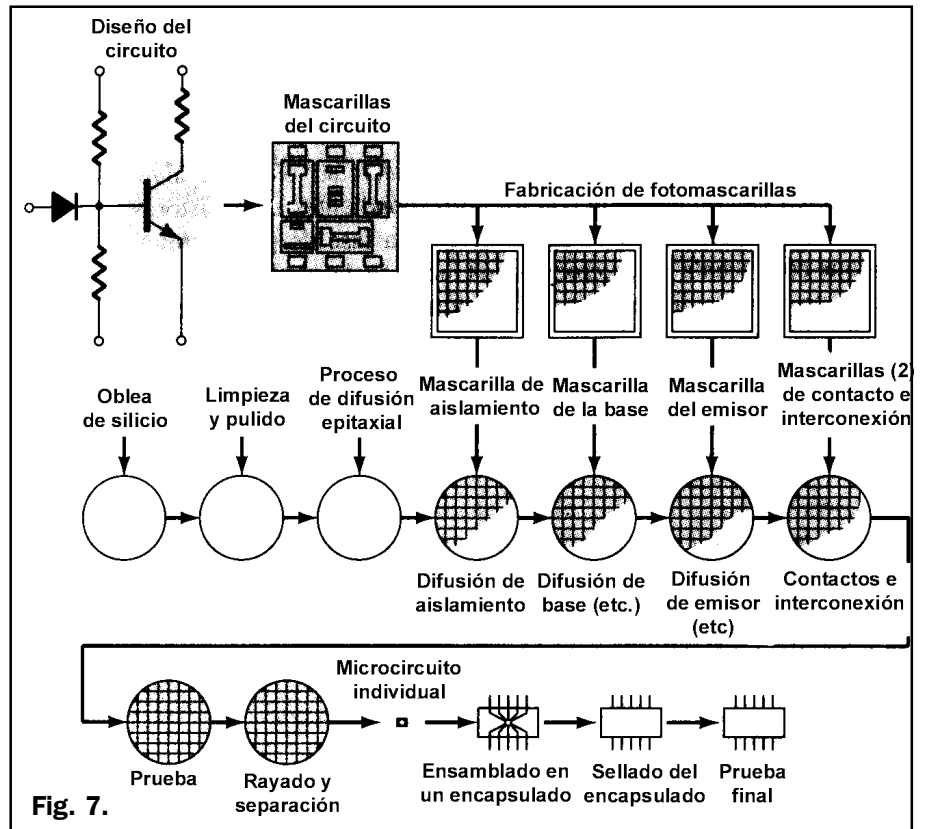 Diseño del
circuito
Mascarillas
del circuito
Fabricación de fotomascarillas
Mascarilla de
aislamiento
Mascarilla
de la base
Mascarilla
del emisor
Mascarillas (2)
de contacto e
interconexión
Oblea
de silicio
Limpieza
y pulido
Proceso
de difusión
epitaxial
Difusión de
aislamiento
Difusión de
base (etc.)
Difusión
de emisor
(etc)
Contactos e
interconexión
Microcircuito
individual
Prueba
Rayado y
separación
Ensamblado en
un encapsulado
Sellado del
encapsulado
Prueba
final
Fig. 7.